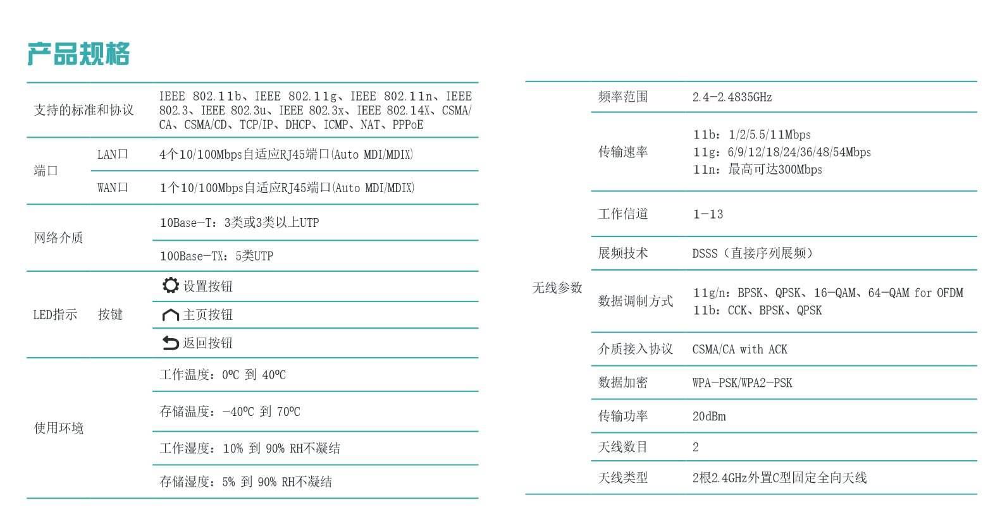 产品规格
支持的标准和协议
IEEE 802.11b、IEEE 802.11g、IEEE 802.11n、IEEE
802.3、IEEE 802.3u、IEEE 802.3x、IEEE 802.14X、CSMA/
CA、CSMA/CD、TCP/IP、DHCP、ICMP、NAT、PPPoE
端口
LAN口
4个10/100Mbps自适应RJ45端口(Auto MDI/MDIX)
WAN口
1个10/100Mbps自适应RJ45端口(Auto MDI/MDIX)
网络介质
10Base-T: 3类或3类以上UTP
100Base-TX: 5类UTP
LED指示
按键
设置按钮
主页按钮
返回按钮
使用环境
工作温度: 0ºC 到 40ºC
存储温度: -40ºC 到 70ºC
工作湿度: 10% 到 90% RH不凝结
存储湿度: 5% 到 90% RH不凝结
无线参数
频率范围
2.4-2.4835GHz
传输速率
11b: 1/2/5.5/11Mbps
11g: 6/9/12/18/24/36/48/54Mbps
11n: 最高可达300Mbps
工作信道
1-13
展频技术
DSSS（直接序列展频）
数据调制方式
11g/n: BPSK、QPSK、16-QAM、64-QAM for OFDM
11b: CCK、BPSK、QPSK
介质接入协议
CSMA/CA with ACK
数据加密
WPA-PSK/WPA2-PSK
传输功率
20dBm
天线数目
2
天线类型
2根2.4GHz外置C型固定全向天线